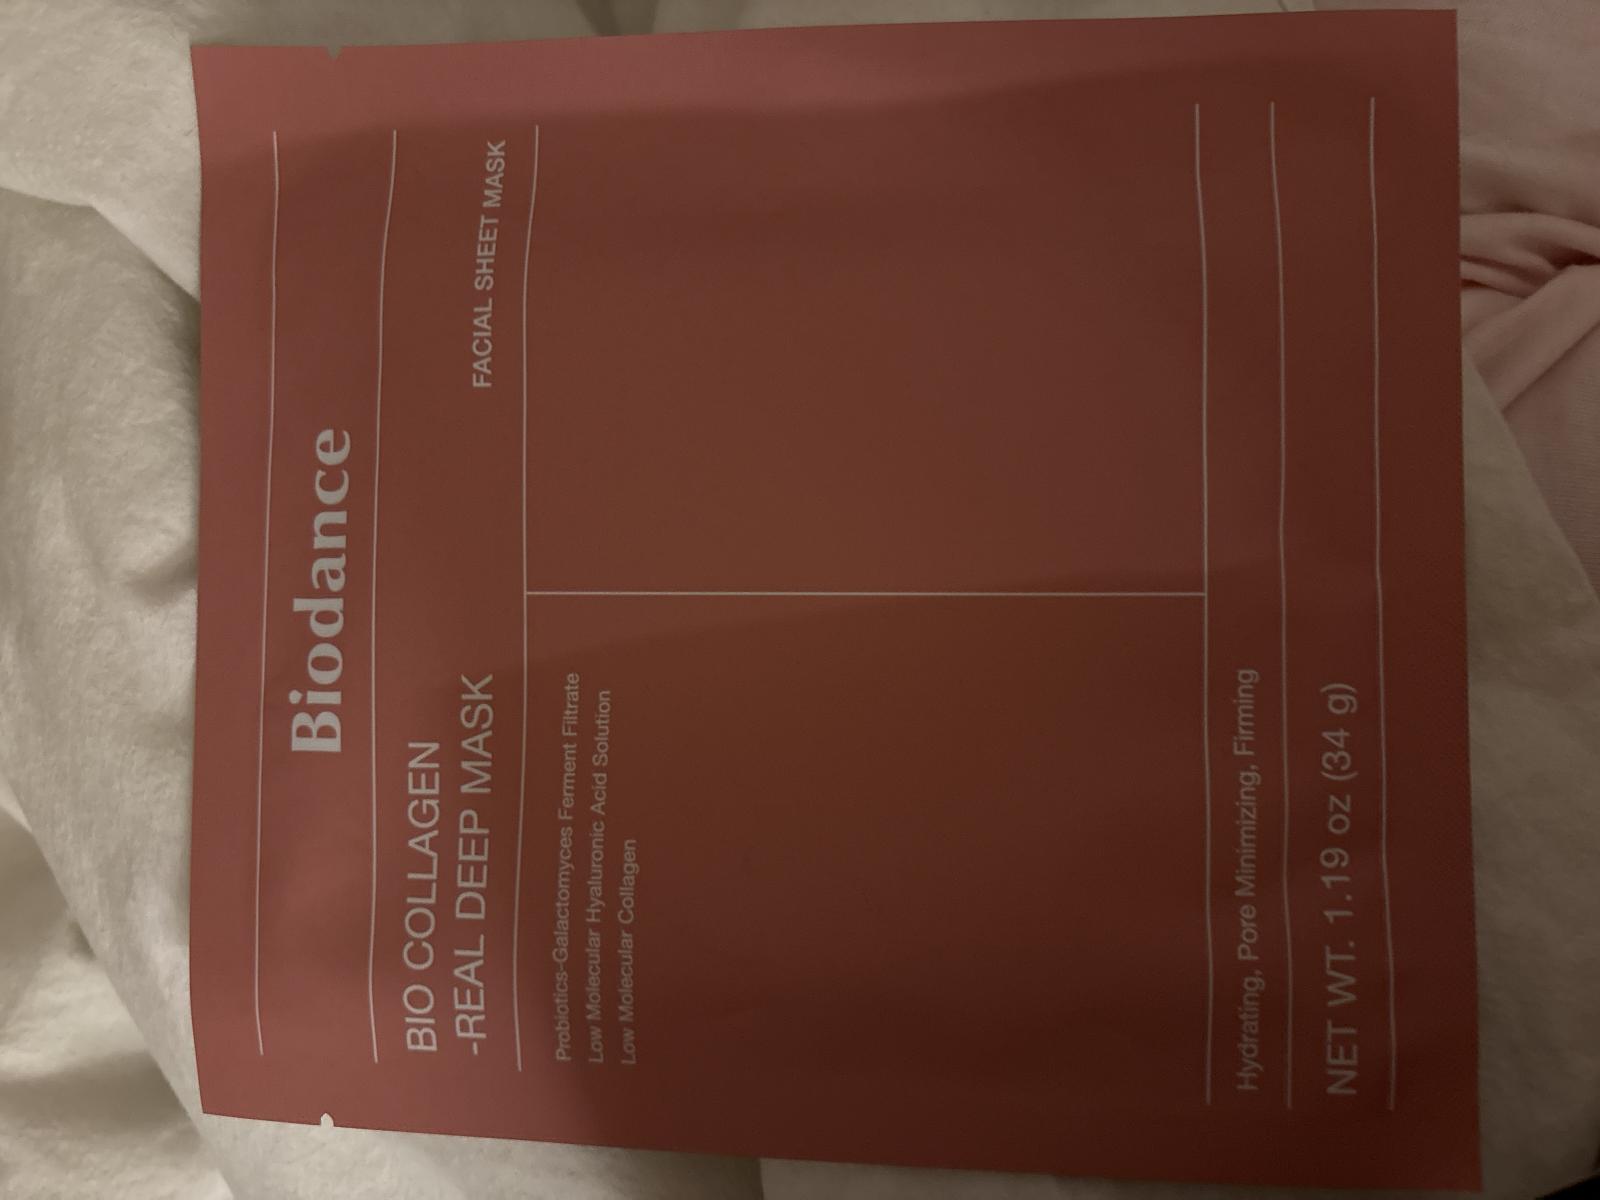 Biodance
BIO COLLAGEN
-REAL DEEP MASK
FACIAL SHEET MASK
Probiotics-Galactomyces Ferment Filtrate
Low Molecular Hyaluronic Acid Solution
Low Molecular Collagen
Hydrating, Pore Minimizing, Firming
NET WT. 1.19 oz (34 g)